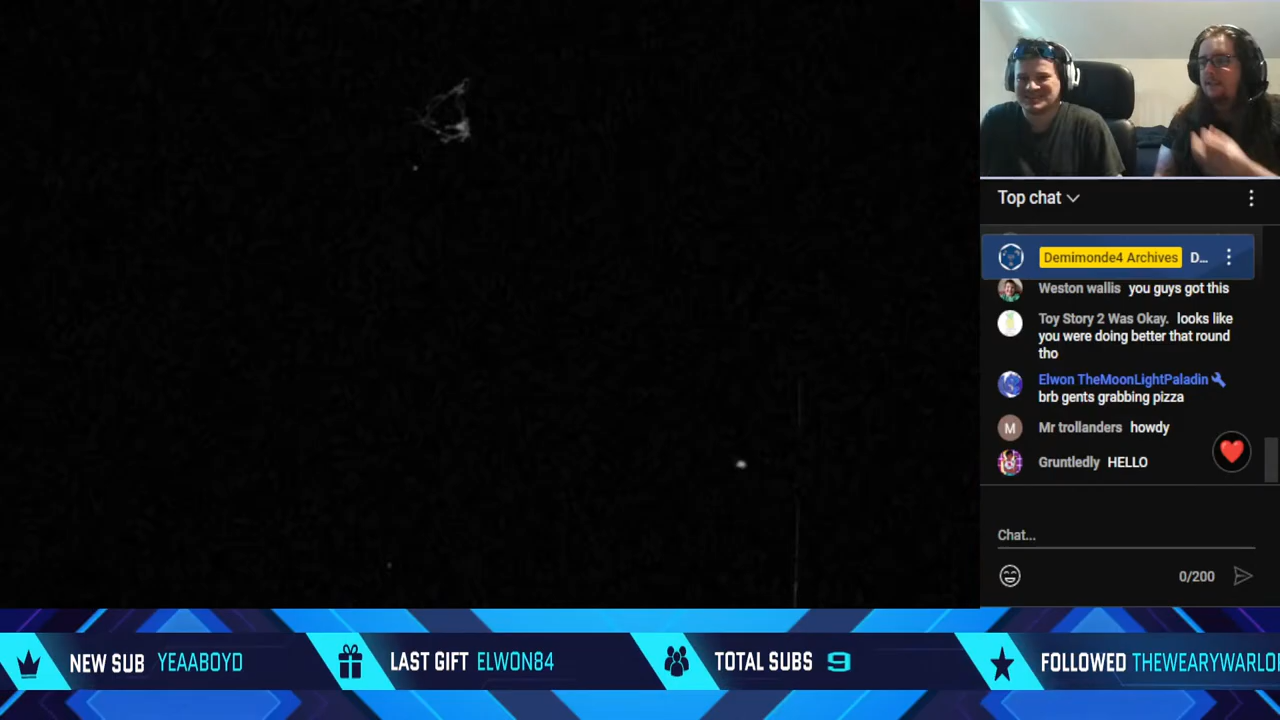 Top chat
Demimonde4 Archives D...
Weston wallis you guys got this
Toy Story 2 Was Okay. looks like
you were doing better that round
tho
Elwon TheMoonLightPaladin
brb gents grabbing pizza
M
Mr trollanders howdy
Gruntledly HELLO
Chat...
0/200
NEW SUB YEAABOYD
LAST GIFT ELWON84
TOTAL SUBS 9
FOLLOWED THEWEARYWARLO